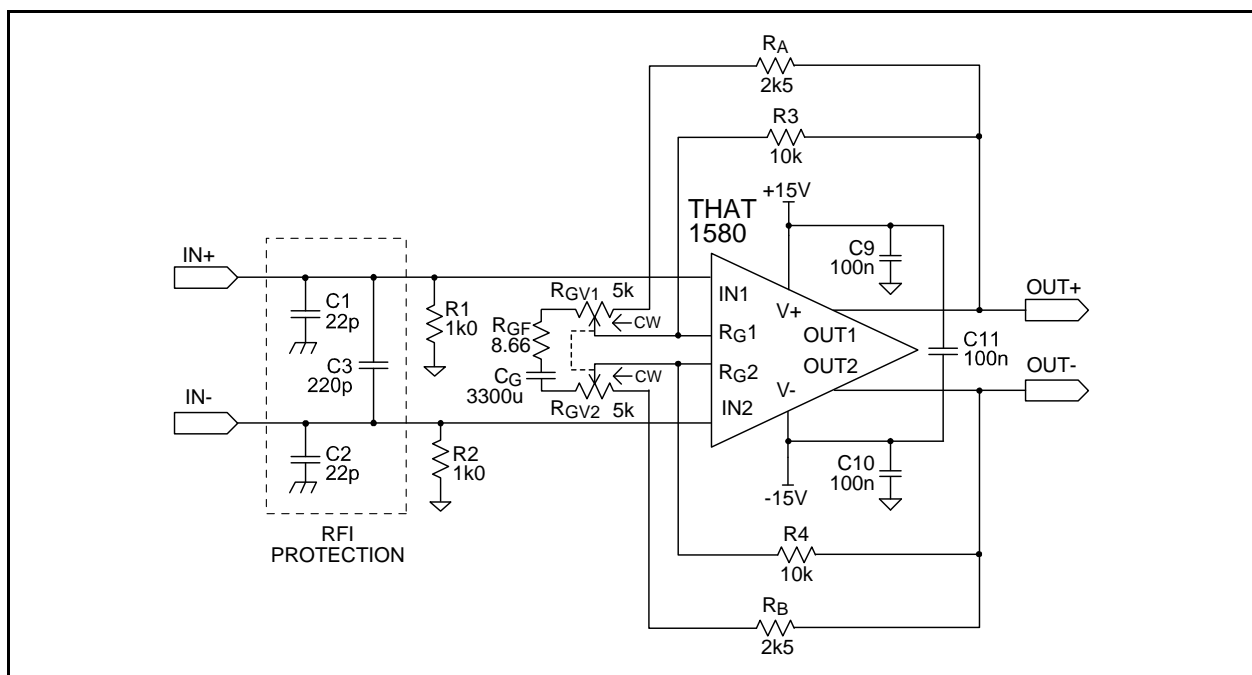 RA
2k5
R3
10k
+15V
THAT
1580
C9
100n
IN+
C1
22p
R1
1k0
C3
220p
RGV1 5k
CW
RGF
8.66
CG
3300u
CW
RGV2 5k
IN1
RG1
RG2
IN2
V+
OUT1
OUT2
V-
C11
100n
OUT+
OUT-
IN-
C2
22p
R2
1k0
C10
100n
-15V
RFI
PROTECTION
R4
10k
RB
2k5